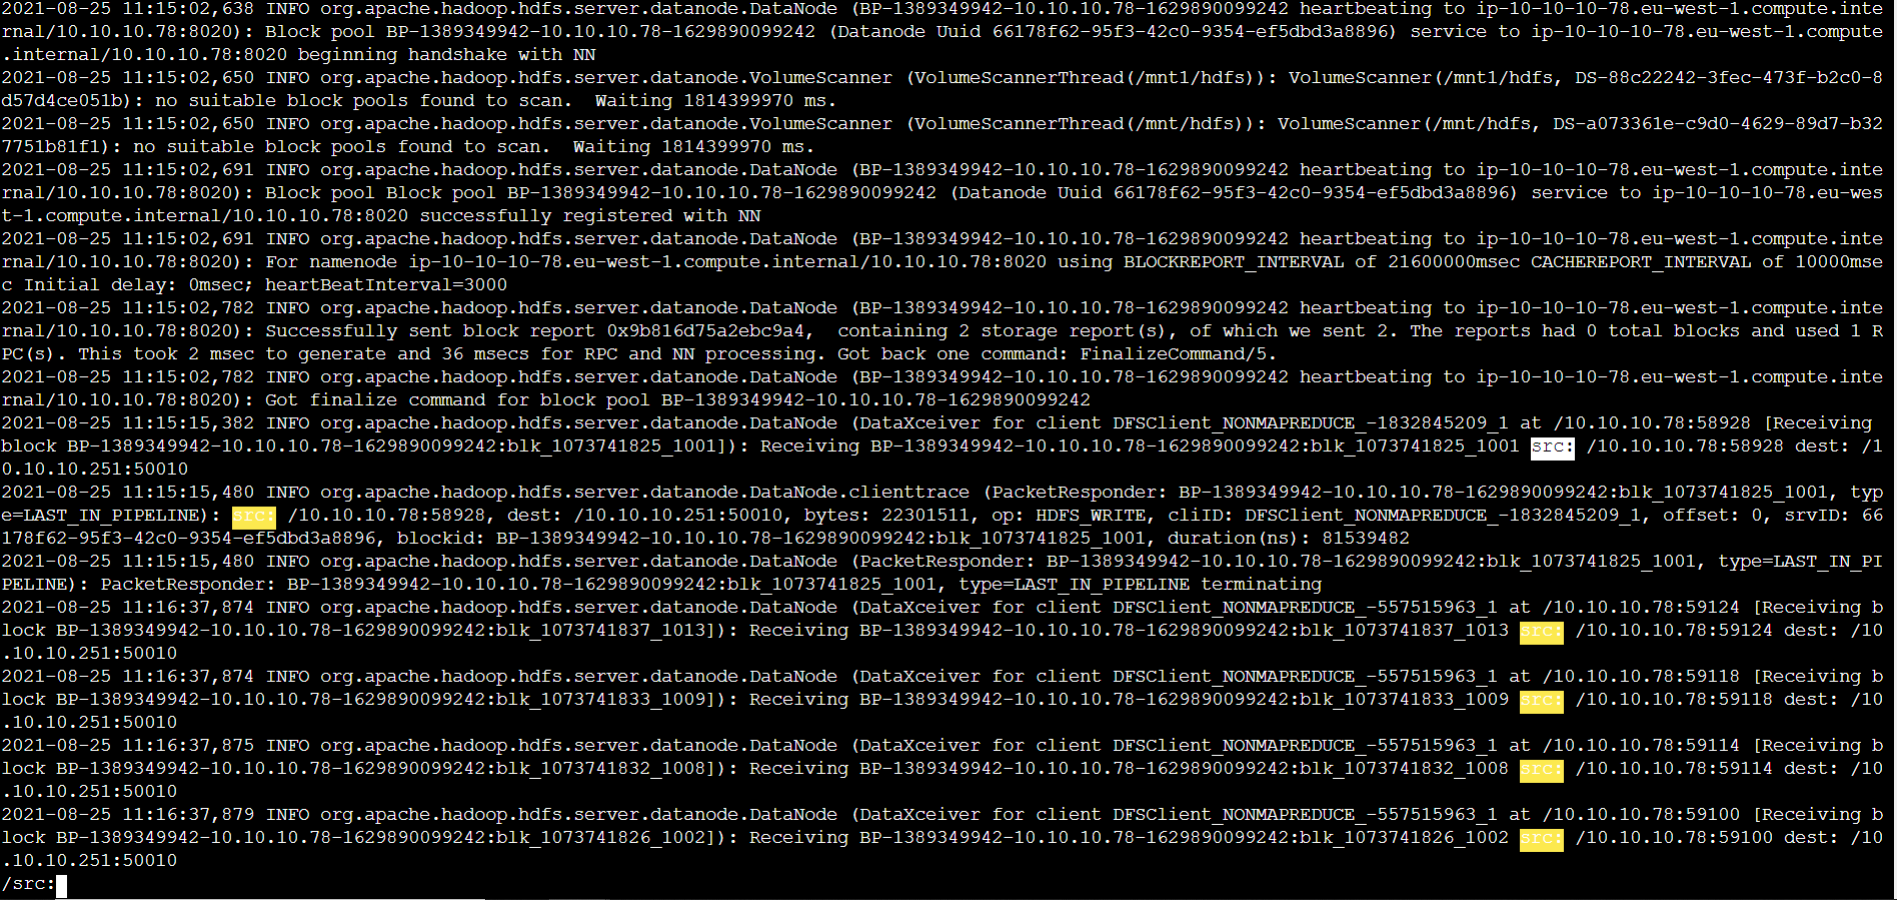 2021-08-25 11:15:02,638 INFO org.apache.hadoop.hdfs.server.datanode.DataNode (BP-1389349942-10.10.10.78-1629890099242 heartbeating to ip-10-10-10-78.eu-west-1.compute.inte
rnal/10.10.10.78:8020): Block pool BP-1389349942-10.10.10.78-1629890099242 (Datanode Uuid 66178f62-95f3-42c0-9354-ef5dbd3a8896) service to ip-10-10-10-78.eu-west-1.compute
.internal/10.10.10.78:8020 beginning handshake with NN
2021-08-25 11:15:02,650 INFO org.apache.hadoop.hdfs.server.datanode.VolumeScanner (VolumeScannerThread(/mnt1/hdfs)): VolumeScanner(/mnt1/hdfs, DS-88c22242-3fec-473f-b2c0-8
d57d4ce051b): no suitable block pools found to scan.  Waiting 1814399970 ms.
2021-08-25 11:15:02,650 INFO org.apache.hadoop.hdfs.server.datanode.VolumeScanner (VolumeScannerThread(/mnt/hdfs)): VolumeScanner(/mnt/hdfs, DS-a073361e-c9d0-4629-89d7-b32
7751b81f1): no suitable block pools found to scan.  Waiting 1814399970 ms.
2021-08-25 11:15:02,691 INFO org.apache.hadoop.hdfs.server.datanode.DataNode (BP-1389349942-10.10.10.78-1629890099242 heartbeating to ip-10-10-10-78.eu-west-1.compute.inte
rnal/10.10.10.78:8020): Block pool Block pool BP-1389349942-10.10.10.78-1629890099242 (Datanode Uuid 66178f62-95f3-42c0-9354-ef5dbd3a8896) service to ip-10-10-10-78.eu-wes
t-1.compute.internal/10.10.10.78:8020 successfully registered with NN
2021-08-25 11:15:02,691 INFO org.apache.hadoop.hdfs.server.datanode.DataNode (BP-1389349942-10.10.10.78-1629890099242 heartbeating to ip-10-10-10-78.eu-west-1.compute.inte
rnal/10.10.10.78:8020): For namenode ip-10-10-10-78.eu-west-1.compute.internal/10.10.10.78:8020 using BLOCKREPORT_INTERVAL of 21600000msec CACHEREPORT_INTERVAL of 10000mse
c Initial delay: 0msec; heartBeatInterval=3000
2021-08-25 11:15:02,782 INFO org.apache.hadoop.hdfs.server.datanode.DataNode (BP-1389349942-10.10.10.78-1629890099242 heartbeating to ip-10-10-10-78.eu-west-1.compute.inte
rnal/10.10.10.78:8020): Successfully sent block report 0x9b816d75a2ebc9a4,  containing 2 storage report(s), of which we sent 2. The reports had 0 total blocks and used 1 R
PC(s). This took 2 msec to generate and 36 msecs for RPC and NN processing. Got back one command: FinalizeCommand/5.
2021-08-25 11:15:02,782 INFO org.apache.hadoop.hdfs.server.datanode.DataNode (BP-1389349942-10.10.10.78-1629890099242 heartbeating to ip-10-10-10-78.eu-west-1.compute.inte
rnal/10.10.10.78:8020): Got finalize command for block pool BP-1389349942-10.10.10.78-1629890099242
2021-08-25 11:15:15,382 INFO org.apache.hadoop.hdfs.server.datanode.DataNode (DataXceiver for client DFSClient_NONMAPREDUCE_-1832845209_1 at /10.10.10.78:58928 [Receiving
block BP-1389349942-10.10.10.78-1629890099242:blk_1073741825_1001]): Receiving BP-1389349942-10.10.10.78-1629890099242:blk_1073741825_1001 src: /10.10.10.78:58928 dest: /1
0.10.10.251:50010
2021-08-25 11:15:15,480 INFO org.apache.hadoop.hdfs.server.datanode.DataNode.clienttrace (PacketResponder: BP-1389349942-10.10.10.78-1629890099242:blk_1073741825_1001, typ
e=LAST_IN_PIPELINE): src: /10.10.10.78:58928, dest: /10.10.10.251:50010, bytes: 22301511, op: HDFS_WRITE, cliID: DFSClient_NONMAPREDUCE_-1832845209_1, offset: 0, srvID: 66
178f62-95f3-42c0-9354-ef5dbd3a8896, blockid: BP-1389349942-10.10.10.78-1629890099242:blk_1073741825_1001, duration(ns): 81539482
2021-08-25 11:15:15,480 INFO org.apache.hadoop.hdfs.server.datanode.DataNode (PacketResponder: BP-1389349942-10.10.10.78-1629890099242:blk_1073741825_1001, type=LAST_IN_PI
PELINE): PacketResponder: BP-1389349942-10.10.10.78-1629890099242:blk_1073741825_1001, type=LAST_IN_PIPELINE terminating
2021-08-25 11:16:37,874 INFO org.apache.hadoop.hdfs.server.datanode.DataNode (DataXceiver for client DFSClient_NONMAPREDUCE_-557515963_1 at /10.10.10.78:59124 [Receiving b
lock BP-1389349942-10.10.10.78-1629890099242:blk_1073741837_1013]): Receiving BP-1389349942-10.10.10.78-1629890099242:blk_1073741837_1013 src: /10.10.10.78:59124 dest: /10
.10.10.251:50010
2021-08-25 11:16:37,874 INFO org.apache.hadoop.hdfs.server.datanode.DataNode (DataXceiver for client DFSClient_NONMAPREDUCE_-557515963_1 at /10.10.10.78:59118 [Receiving b
lock BP-1389349942-10.10.10.78-1629890099242:blk_1073741833_1009]): Receiving BP-1389349942-10.10.10.78-1629890099242:blk_1073741833_1009 src: /10.10.10.78:59118 dest: /10
.10.10.251:50010
2021-08-25 11:16:37,875 INFO org.apache.hadoop.hdfs.server.datanode.DataNode (DataXceiver for client DFSClient_NONMAPREDUCE_-557515963_1 at /10.10.10.78:59114 [Receiving b
lock BP-1389349942-10.10.10.78-1629890099242:blk_1073741832_1008]): Receiving BP-1389349942-10.10.10.78-1629890099242:blk_1073741832_1008 src: /10.10.10.78:59114 dest: /10
.10.10.251:50010
2021-08-25 11:16:37,879 INFO org.apache.hadoop.hdfs.server.datanode.DataNode (DataXceiver for client DFSClient_NONMAPREDUCE_-557515963_1 at /10.10.10.78:59100 [Receiving b
lock BP-1389349942-10.10.10.78-1629890099242:blk_1073741826_1002]): Receiving BP-1389349942-10.10.10.78-1629890099242:blk_1073741826_1002 src: /10.10.10.78:59100 dest: /10
.10.10.251:50010
/src: